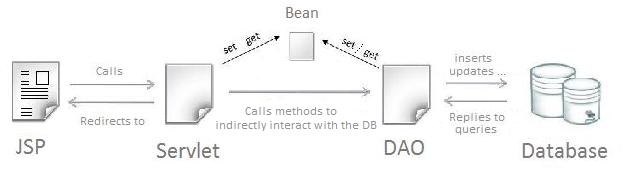 Bean
set get
set / get
Calls
Redirects to
Calls methods to
indirectly interact with the DB
inserts
updates ...
Replies to
queries
JSP
Servlet
DAO
Database